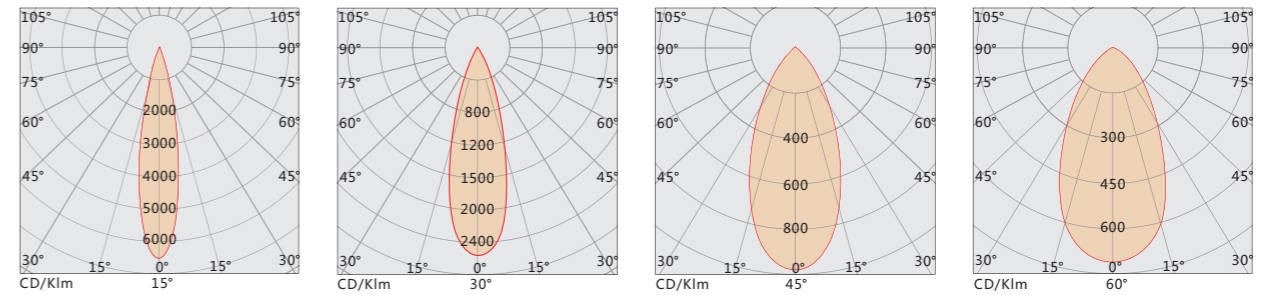 105° 105° 105° 105° 105° 105° 105° 105°
90° 90° 90° 90° 90° 90° 90° 90°
75° 75° 75° 75° 75° 75° 75° 75°
2000 800
60° 60° 60° 60° 60° 60° 60° 60°
3000 1200 400 300
45° 4000 45° 45° 1500 45° 45° 600 45° 45° 450 45°
5000 2000 800 600
6000 2400
30° 15° 0° 15° 30° 30° 15° 0° 15° 30° 30° 15° 0° 15° 30° 30° 15° 0° 15° 30°
CD/Klm 15° CD/Klm 30° CD/Klm 45° CD/Klm 60°